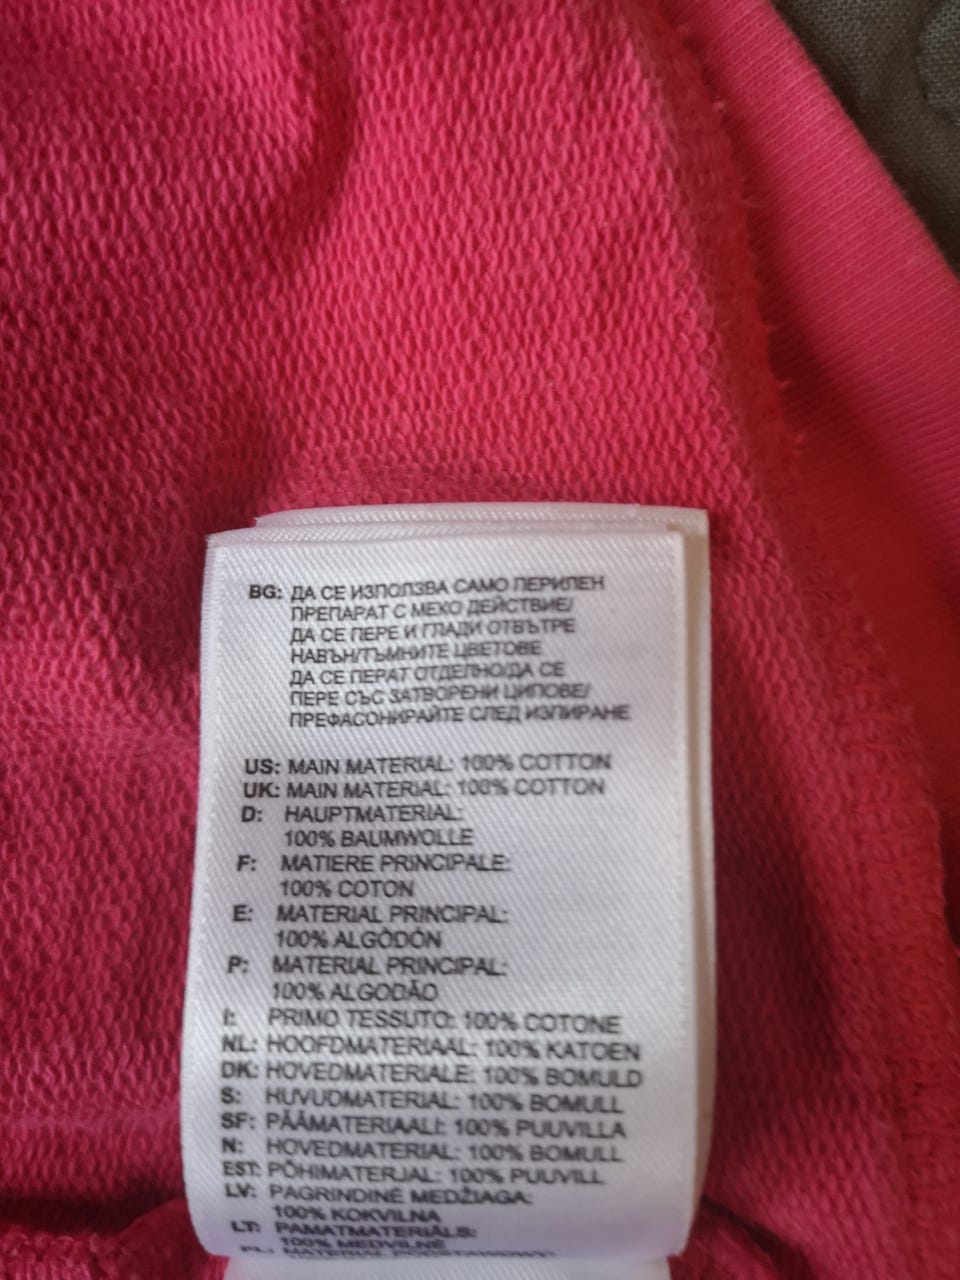 BG: ДА СЕ ИЗПОЛЗВА САМО ПЕРИЛЕН
ПРЕПАРАТ С МЕКО ДЕЙСТВИЕ/
ДА СЕ ПЕРЕ И ГЛАДИ ОТВЪТРЕ
НАВЪН/ТЪМНИТЕ ЦВЕТОВЕ
ДА СЕ ПЕРАТ ОТДЕЛНО/ДА СЕ
ПЕРЕ СЪС ЗАТВОРЕНИ ЦИПОВЕ/
ПРЕФАСОНИРАЙТЕ СЛЕД ИЗПИРАНЕ
US: MAIN MATERIAL: 100% COTTON
UK: MAIN MATERIAL: 100% COTTON
D: HAUPTMATERIAL:
100% BAUMWOLLE
F: MATIERE PRINCIPALE:
100% COTON
E: MATERIAL PRINCIPAL:
100% ALGÒDÓN
P: MATERIAL PRINCIPAL:
100% ALGODÃO
I: PRIMO TESSUTO: 100% COTONE
NL: HOOFDMATERIAAL: 100% KATOEN
DK: HOVEDMATERIALE: 100% BOMULD
S: HUVUDMATERIAL: 100% BOMULL
SF: PÄÄMATERIAALI: 100% PUUVILLA
N: HOVEDMATERIAL: 100% BOMULL
EST: PÕHIMATERJAL: 100% PUUVILL
LV: PAGRINDINĖ MEDŽIAGA:
100% KOKVILNA
LT: PAMATMATERIĀLS:
100% MEDVILNĖ
PL: MATERIAŁ PODSTAWOWY: